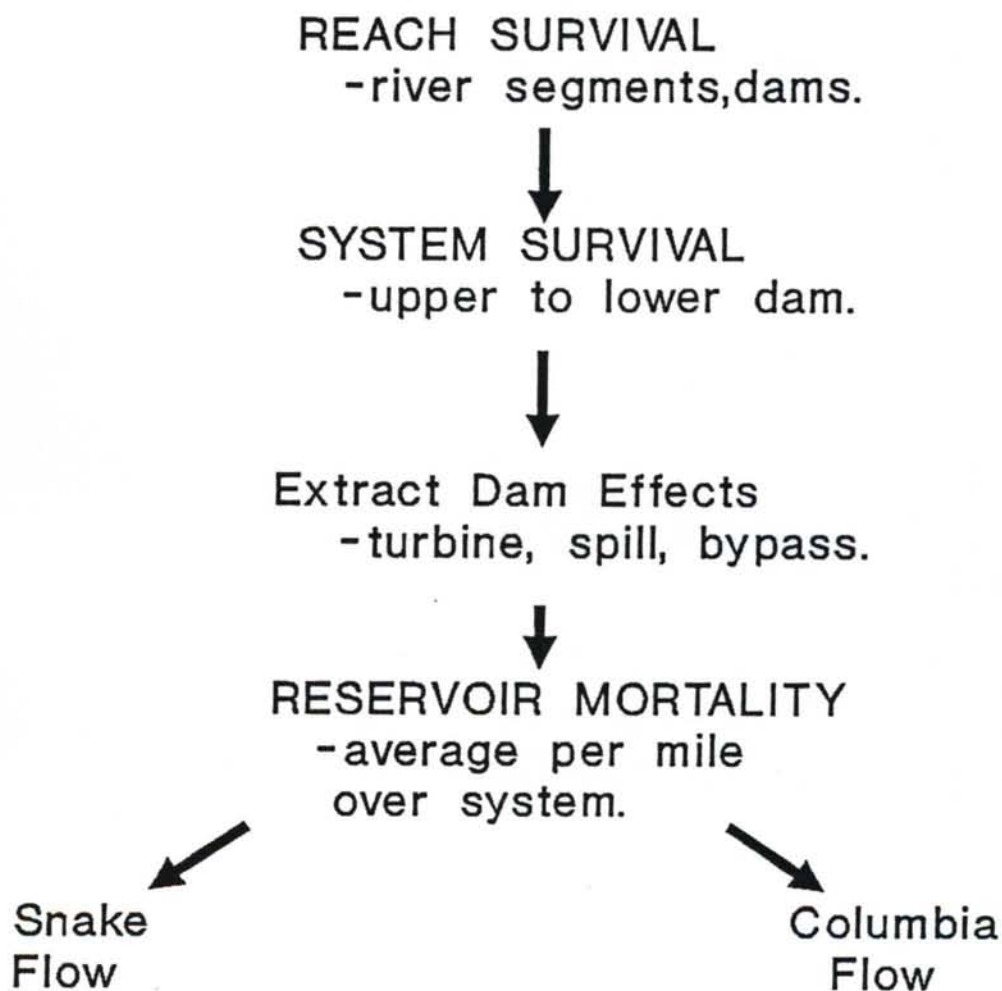 REACH SURVIVAL
-river segments,dams.
SYSTEM SURVIVAL
-upper to lower dam.
Extract Dam Effects
-turbine, spill, bypass.
RESERVOIR MORTALITY
-average per mile
over system.
Snake
Flow
Columbia
Flow